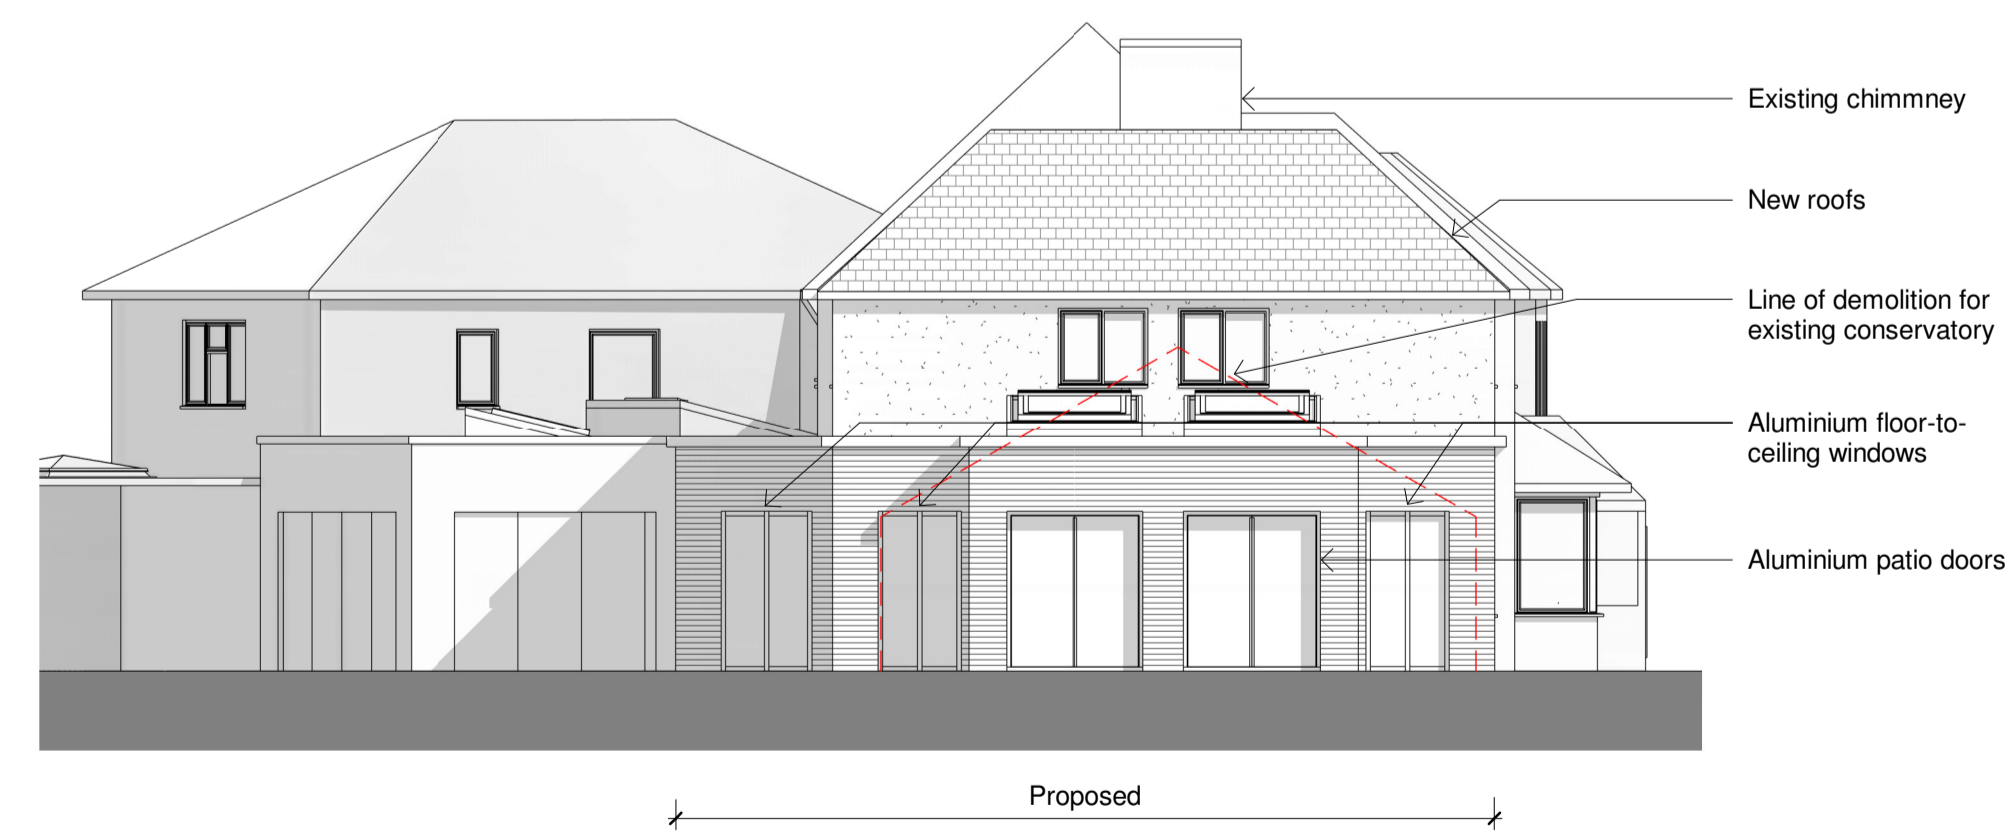 Existing chimmney
New roofs
Line of demolition for
existing conservatory
Aluminium floor-to-
ceiling windows
Aluminium patio doors
Proposed